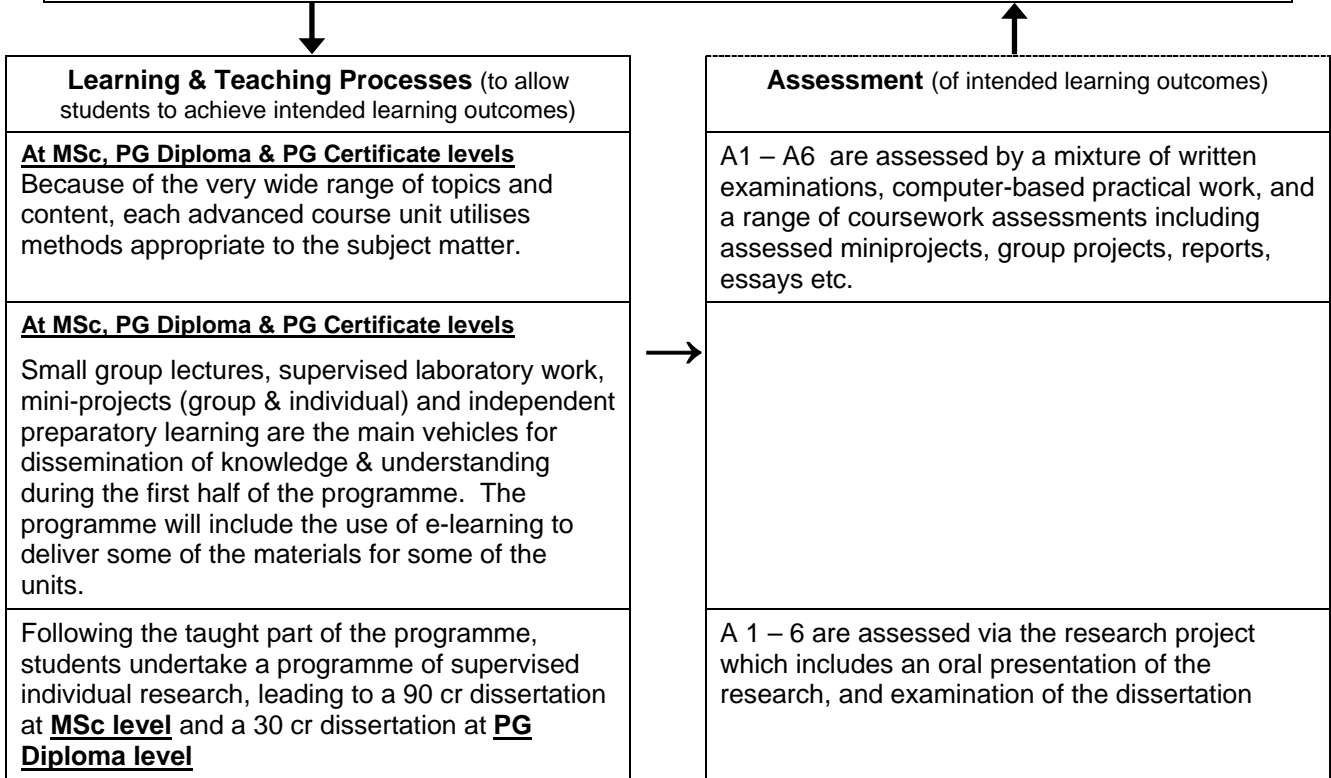 Learning & Teaching Processes (to allow
students to achieve intended learning outcomes)
At MSc, PG Diploma & PG Certificate levels
Because of the very wide range of topics and
content, each advanced course unit utilises
methods appropriate to the subject matter.
At MSc, PG Diploma & PG Certificate levels
Small group lectures, supervised laboratory work,
mini-projects (group & individual) and independent
preparatory learning are the main vehicles for
dissemination of knowledge & understanding
during the first half of the programme.  The
programme will include the use of e-learning to
deliver some of the materials for some of the
units.
Following the taught part of the programme,
students undertake a programme of supervised
individual research, leading to a 90 cr dissertation
at MSc level and a 30 cr dissertation at PG
Diploma level
Assessment (of intended learning outcomes)
A1 – A6  are assessed by a mixture of written
examinations, computer-based practical work, and
a range of coursework assessments including
assessed miniprojects, group projects, reports,
essays etc.
A 1 – 6 are assessed via the research project
which includes an oral presentation of the
research, and examination of the dissertation